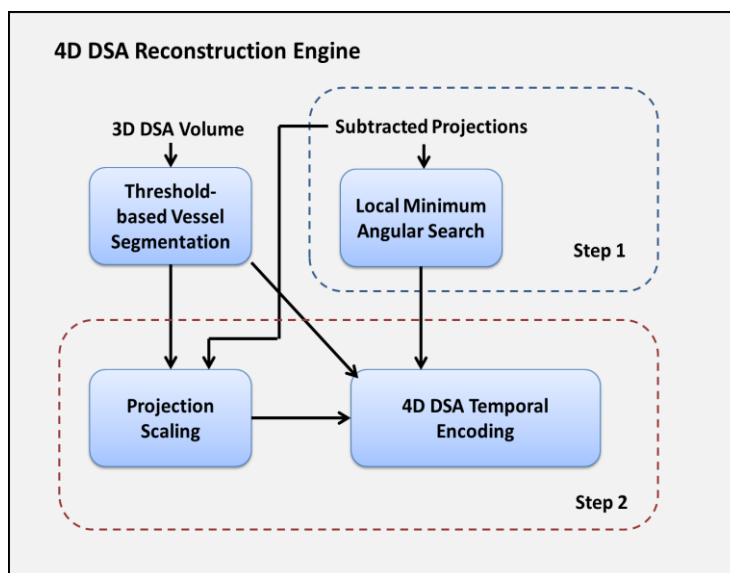 4D DSA Reconstruction Engine
3D DSA Volume
Subtracted Projections
Threshold-
based Vessel
Segmentation
Local Minimum
Angular Search
Step 1
Projection
Scaling
4D DSA Temporal
Encoding
Step 2